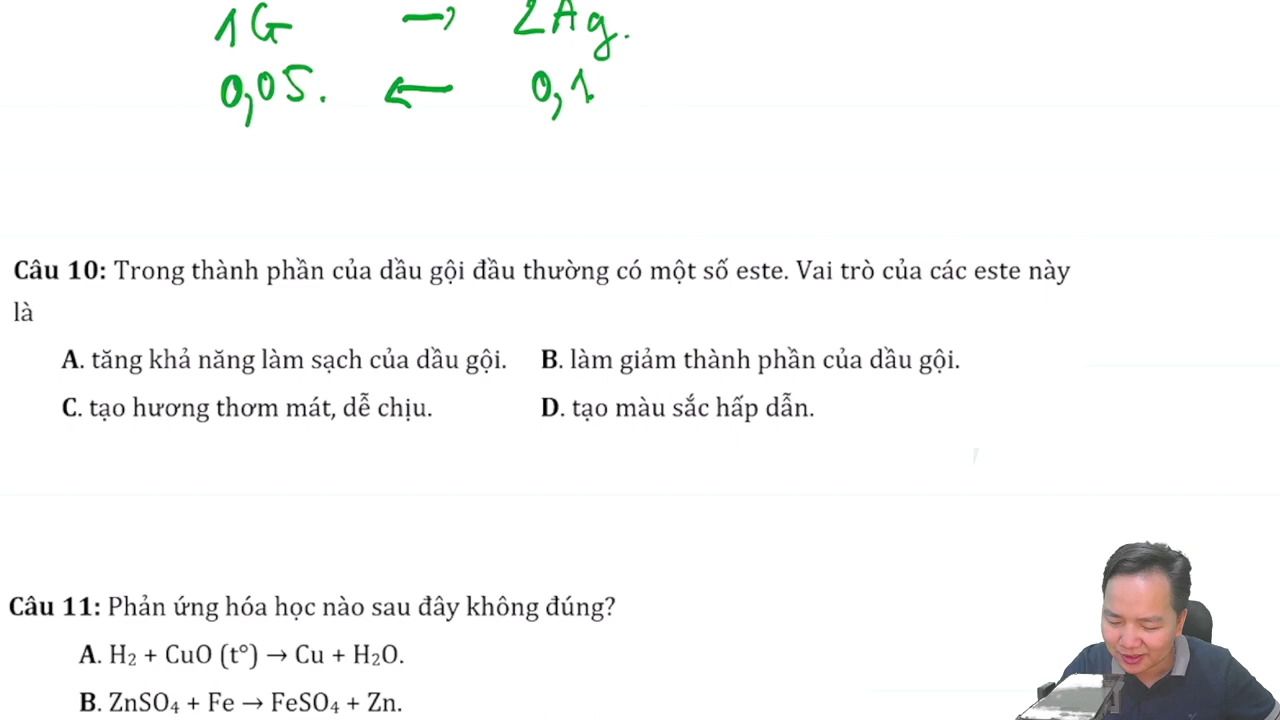 1G → 2Ag.
0,05. ← 0,1
Câu 10: Trong thành phần của dầu gội đầu thường có một số este. Vai trò của các este này
là
A. tăng khả năng làm sạch của dầu gội. B. làm giảm thành phần của dầu gội.
C. tạo hương thơm mát, dễ chịu. D. tạo màu sắc hấp dẫn.
Câu 11: Phản ứng hóa học nào sau đây không đúng?
A. H₂ + CuO (t°) → Cu + H₂O.
B. ZnSO₄ + Fe → FeSO₄ + Zn.